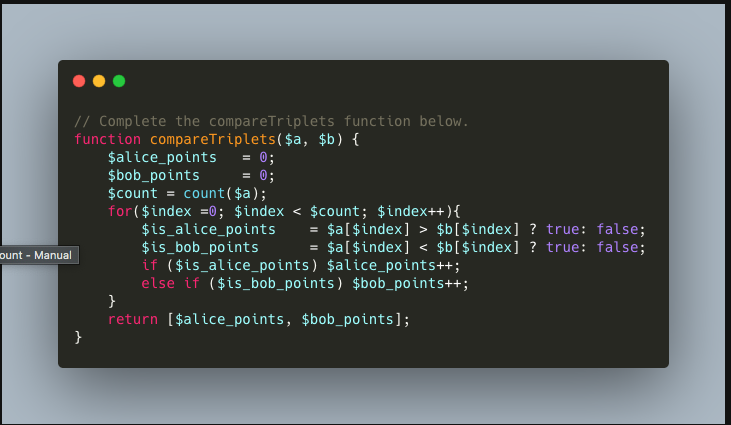 // Complete the compareTriplets function below.
function compareTriplets($a, $b) {
    $alice_points   = 0;
    $bob_points     = 0;
    $count = count($a);
    for($index =0; $index < $count; $index++){
        $is_alice_points    = $a[$index] > $b[$index] ? true: false;
        $is_bob_points      = $a[$index] < $b[$index] ? true: false;
ount - Manual
        if ($is_alice_points) $alice_points++;
        else if ($is_bob_points) $bob_points++;
    }
    return [$alice_points, $bob_points];
}